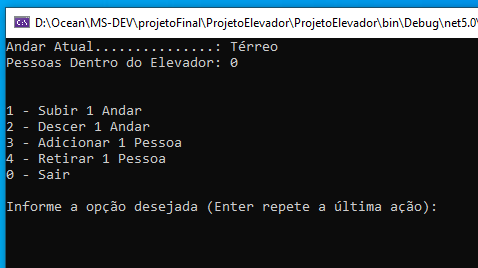 D:\Ocean\MS-DEV\projetoFinal\ProjetoElevador\ProjetoElevador\bin\Debug\net5.0\
Andar Atual...............: Térreo
Pessoas Dentro do Elevador: 0
1 - Subir 1 Andar
2 - Descer 1 Andar
3 - Adicionar 1 Pessoa
4 - Retirar 1 Pessoa
0 - Sair
Informe a opção desejada (Enter repete a última ação):